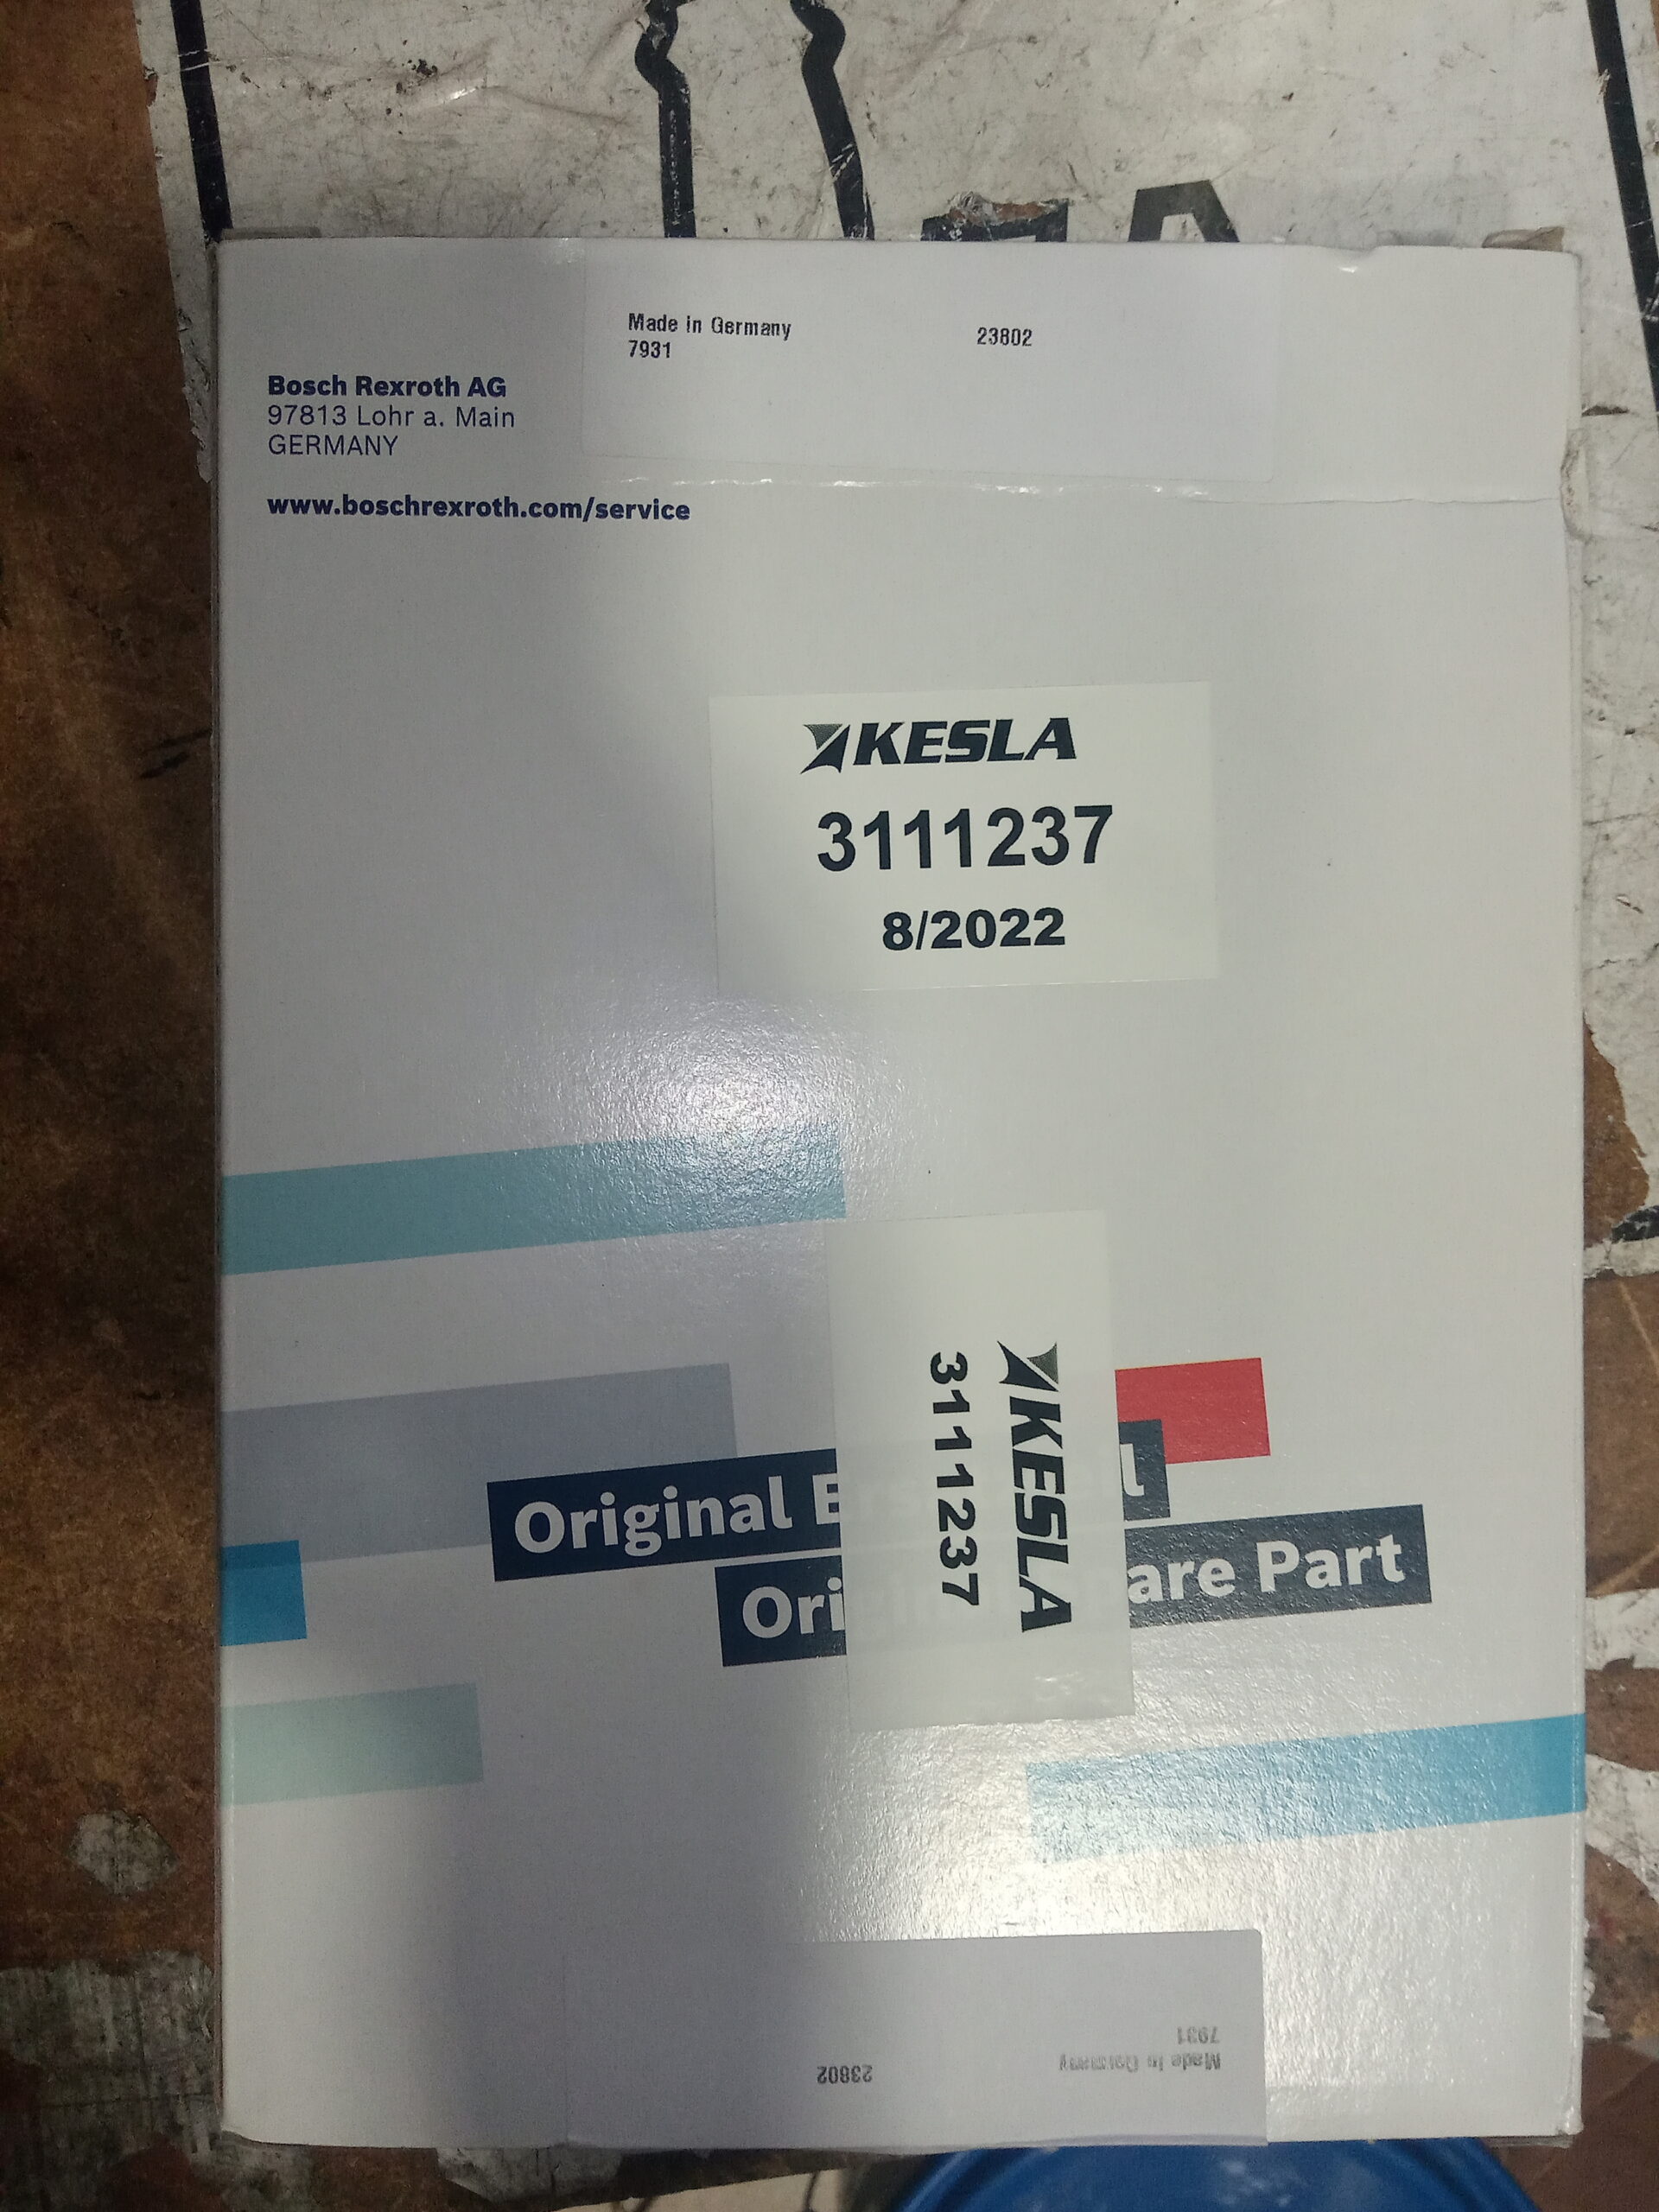 Made in Germany
7931
23802
Bosch Rexroth AG
97813 Lohr a. Main
GERMANY
www.boschrexroth.com/service
KESLA
3111237
8/2022
KESLA
3111237
Original
are Part
Made in Germany
7931
23802